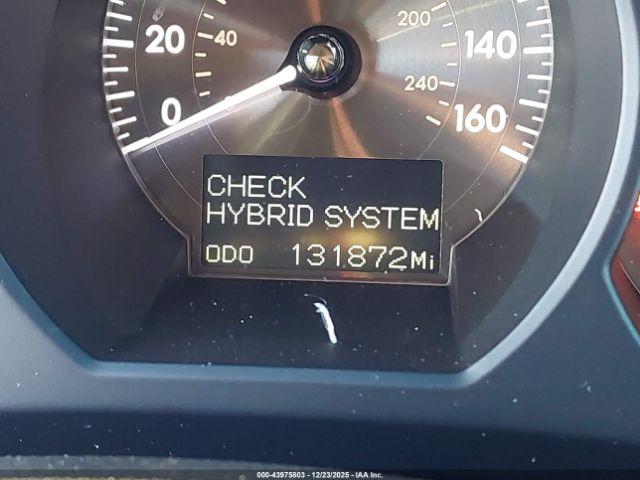 20
40
0
200
140
240
160
CHECK
HYBRID SYSTEM
ODO 131872Mi
000-43975803 - 12/23/2025 - IAA Inc.